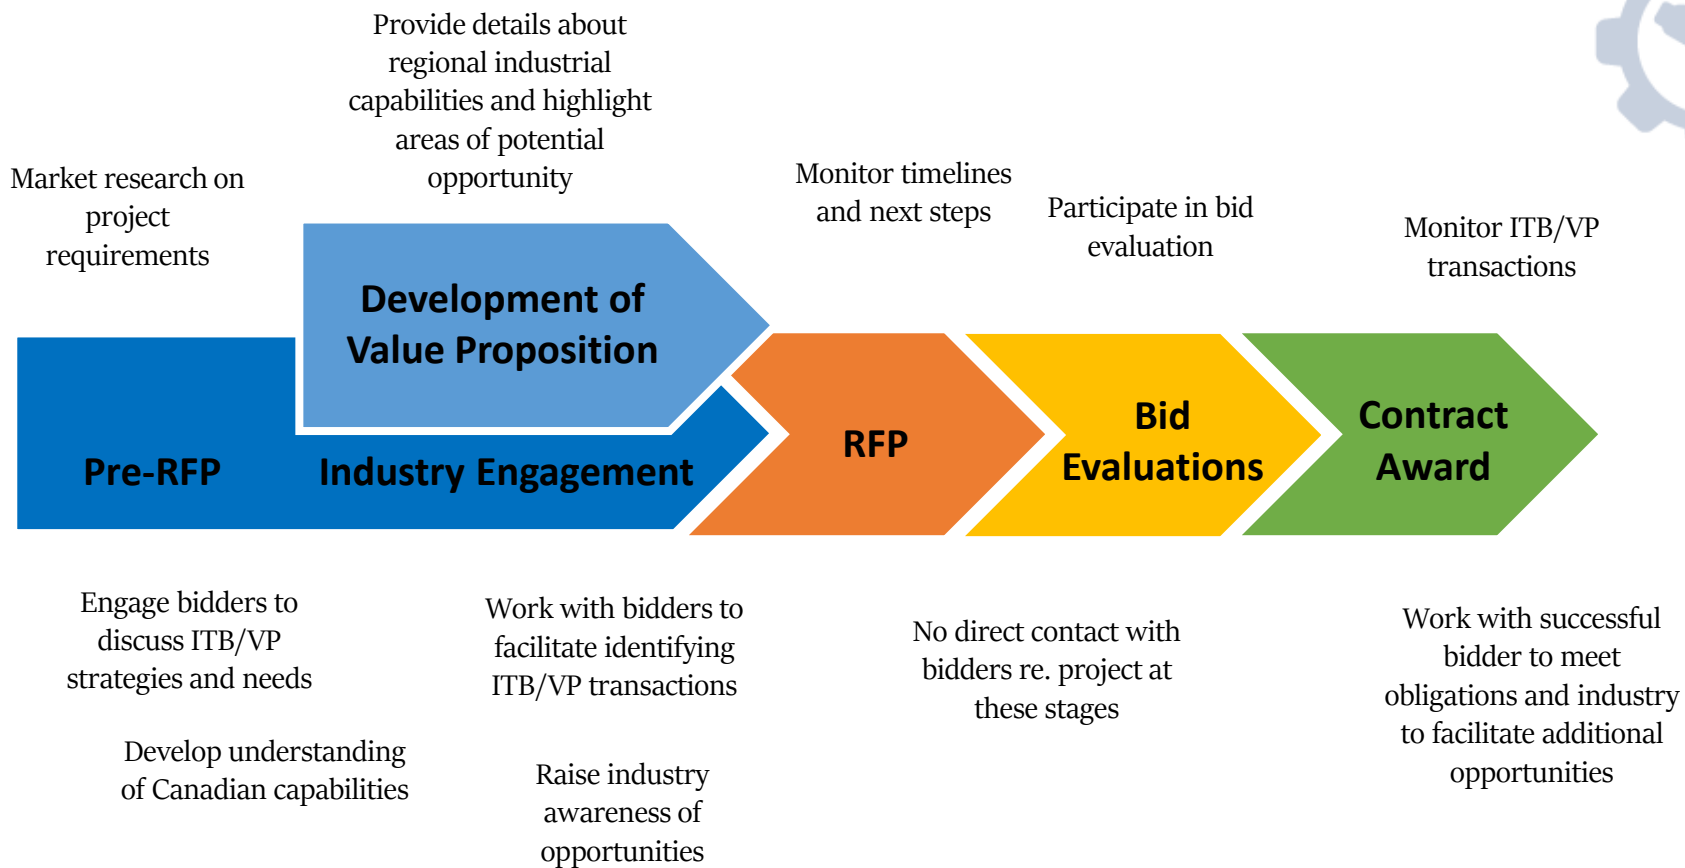 Provide details about
regional industrial
capabilities and highlight
areas of potential
opportunity
Market research on
project
requirements
Monitor timelines
and next steps
Participate in bid
evaluation
Monitor ITB/VP
transactions
Development of
Value Proposition
Pre-RFP
Industry Engagement
RFP
Bid
Evaluations
Contract
Award
Engage bidders to
discuss ITB/VP
strategies and needs
Develop understanding
of Canadian capabilities
Work with bidders to
facilitate identifying
ITB/VP transactions
Raise industry
awareness of
opportunities
No direct contact with
bidders re. project at
these stages
Work with successful
bidder to meet
obligations and industry
to facilitate additional
opportunities